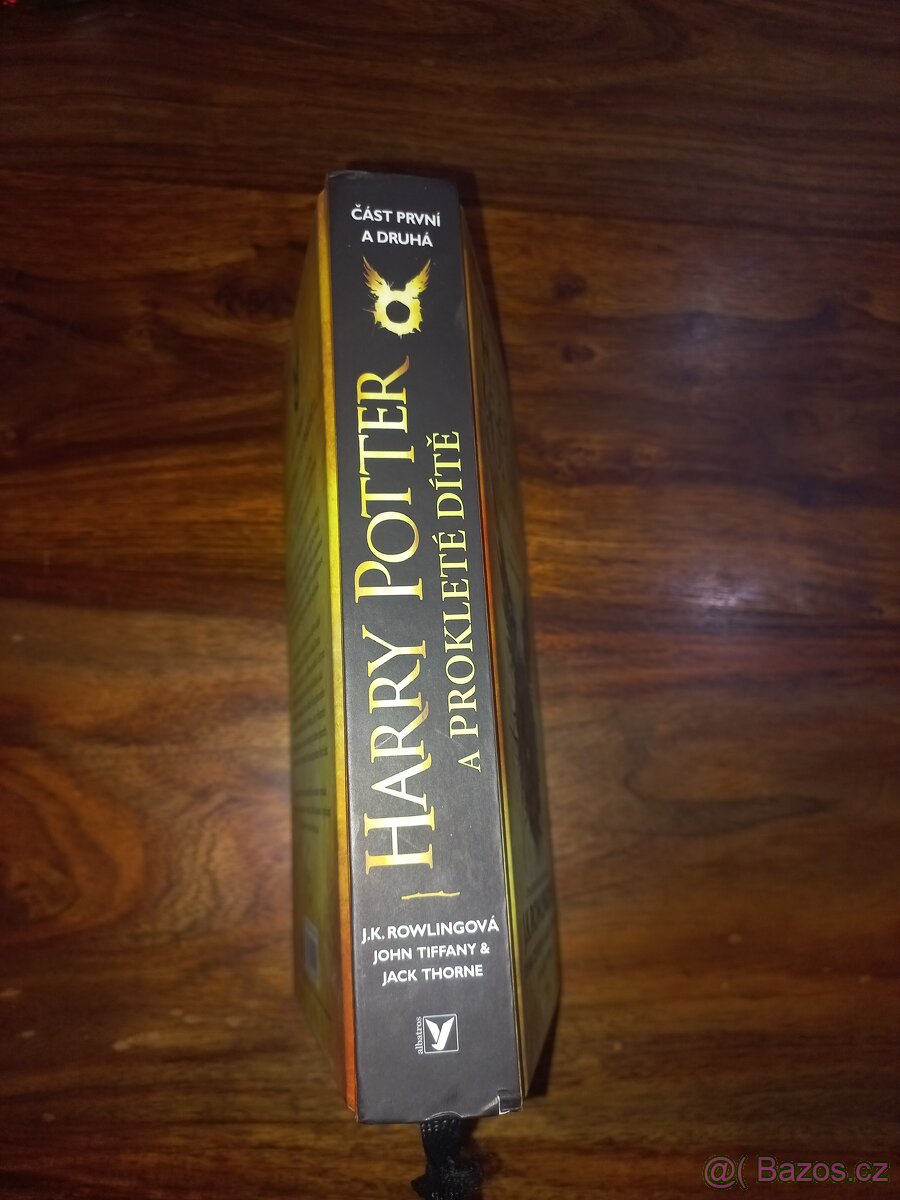 ČÁST PRVNÍ
A DRUHÁ
HARRY POTTER
A PROKLETÉ DÍTĚ
J.K. ROWLINGOVÁ
JOHN TIFFANY &
JACK THORNE
albatros
@( Bazos.cz